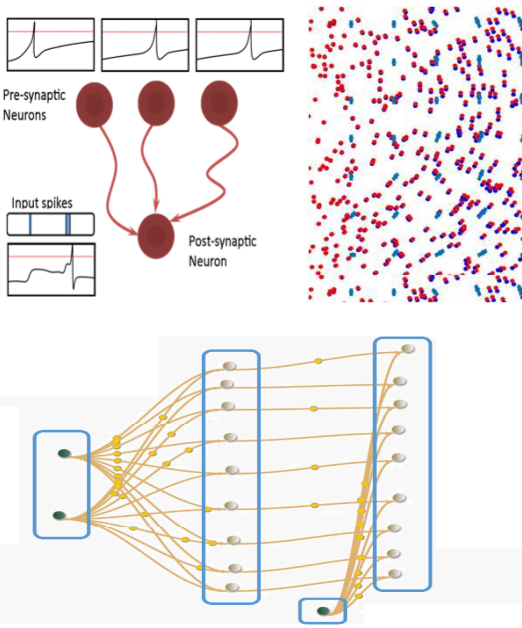 Pre-synaptic
Neurons
Input spikes
Post-synaptic
Neuron